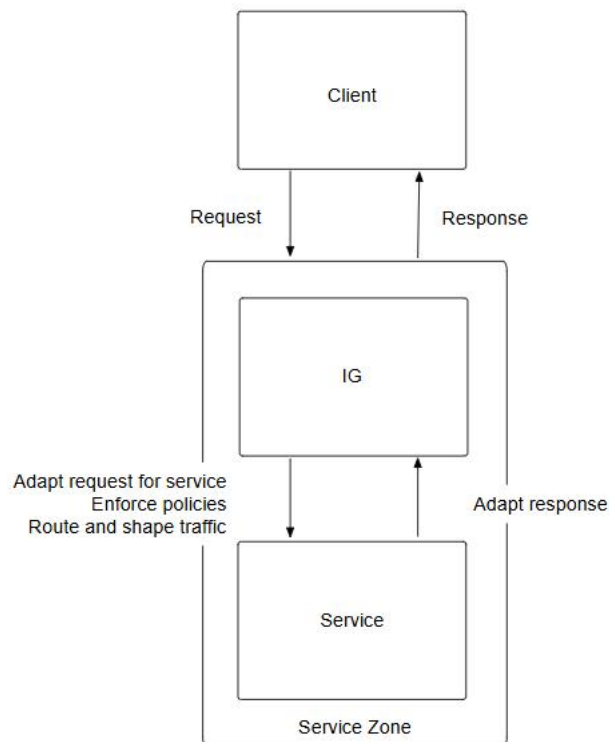 Client
Request
Response
IG
Adapt request for service
Enforce policies
Route and shape traffic
Adapt response
Service
Service Zone